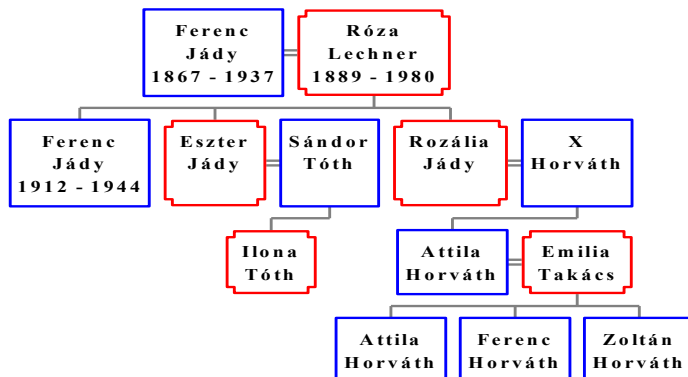 Ferenc
Jády
1867 - 1937
Róza
Lechner
1889 - 1980
Ferenc
Jády
1912 - 1944
Eszter
Jády
Sándor
Tóth
Rozália
Jády
X
Horváth
Ilona
Tóth
Attila
Horváth
Emilia
Takács
Attila
Horváth
Ferenc
Horváth
Zoltán
Horváth